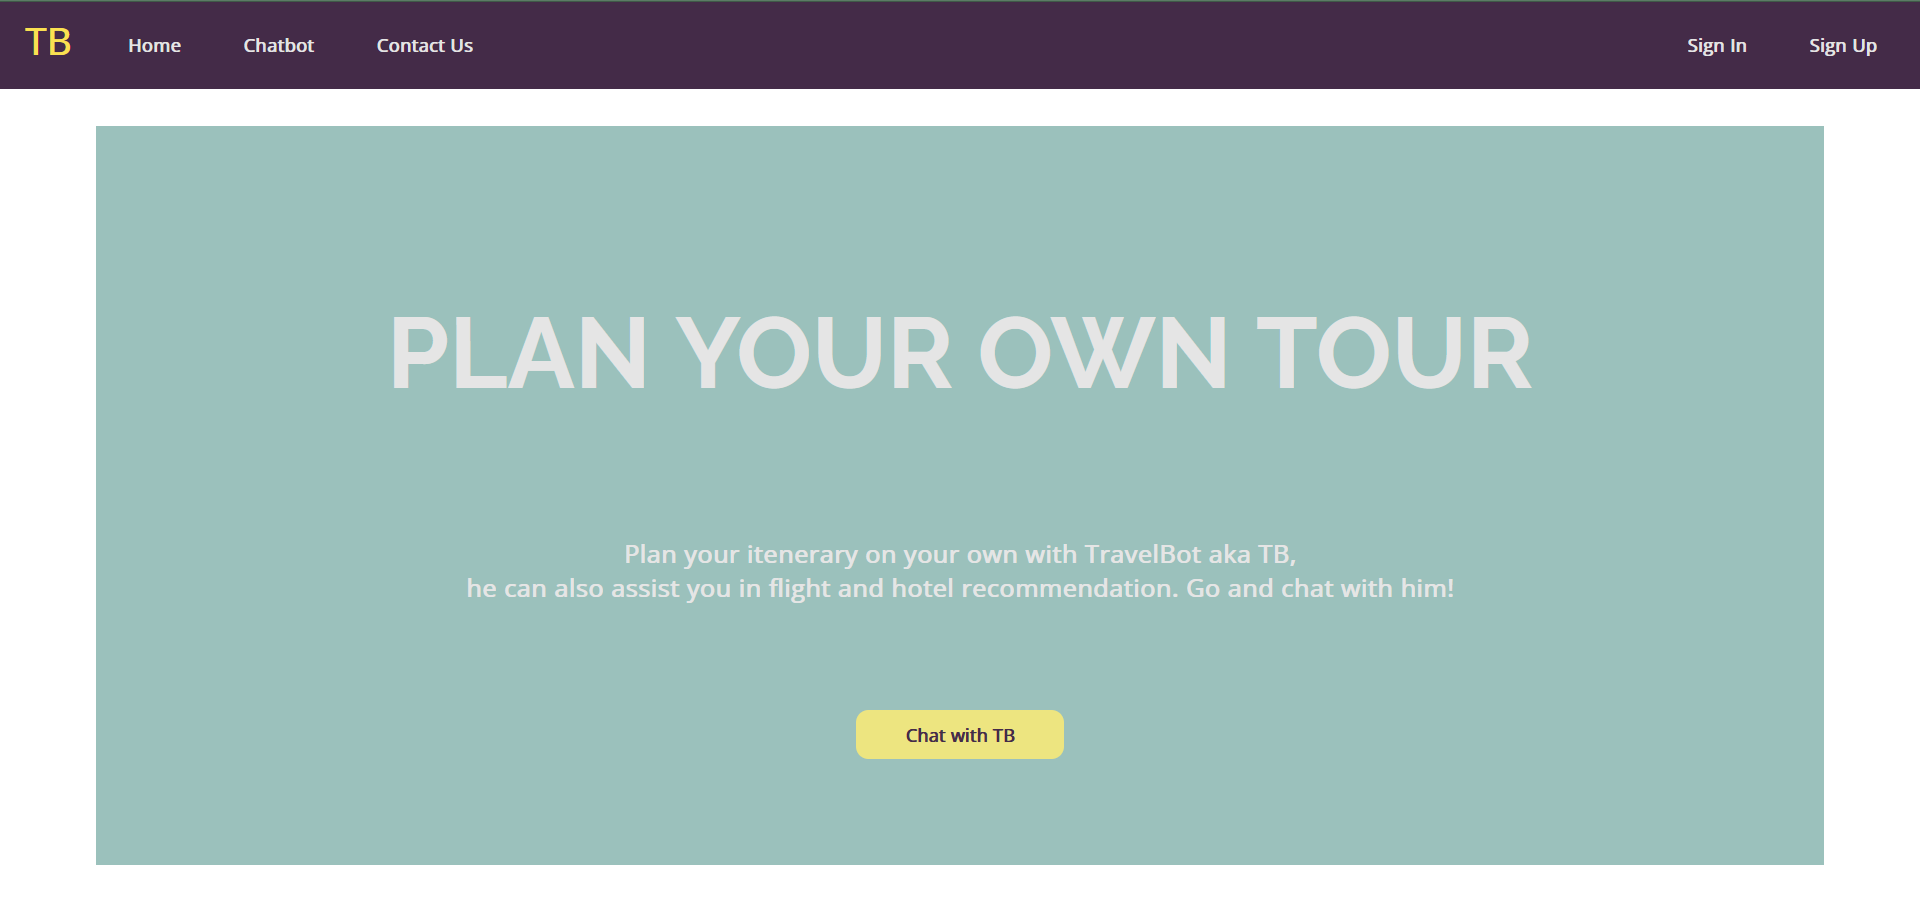 TB
Home
Chatbot
Contact Us
Sign In
Sign Up
PLAN YOUR OWN TOUR
Plan your itenerary on your own with TravelBot aka TB,
he can also assist you in flight and hotel recommendation. Go and chat with him!
Chat with TB